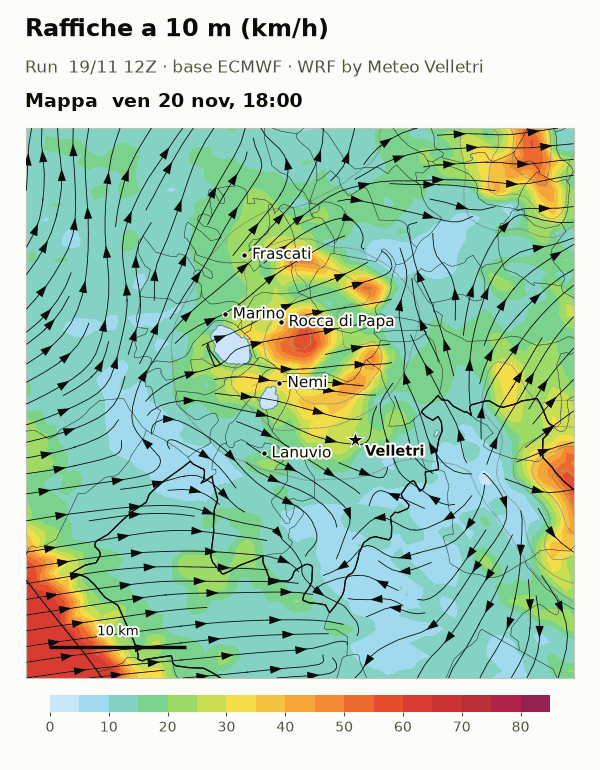 Raffiche a 10 m (km/h)
Run 19/11 12Z · base ECMWF · WRF by Meteo Velletri
Mappa ven 20 nov, 18:00
Frascati
Marino
Rocca di Papa
Nemi
Velletri
Lanuvio
10 km
0 10 20 30 40 50 60 70 80